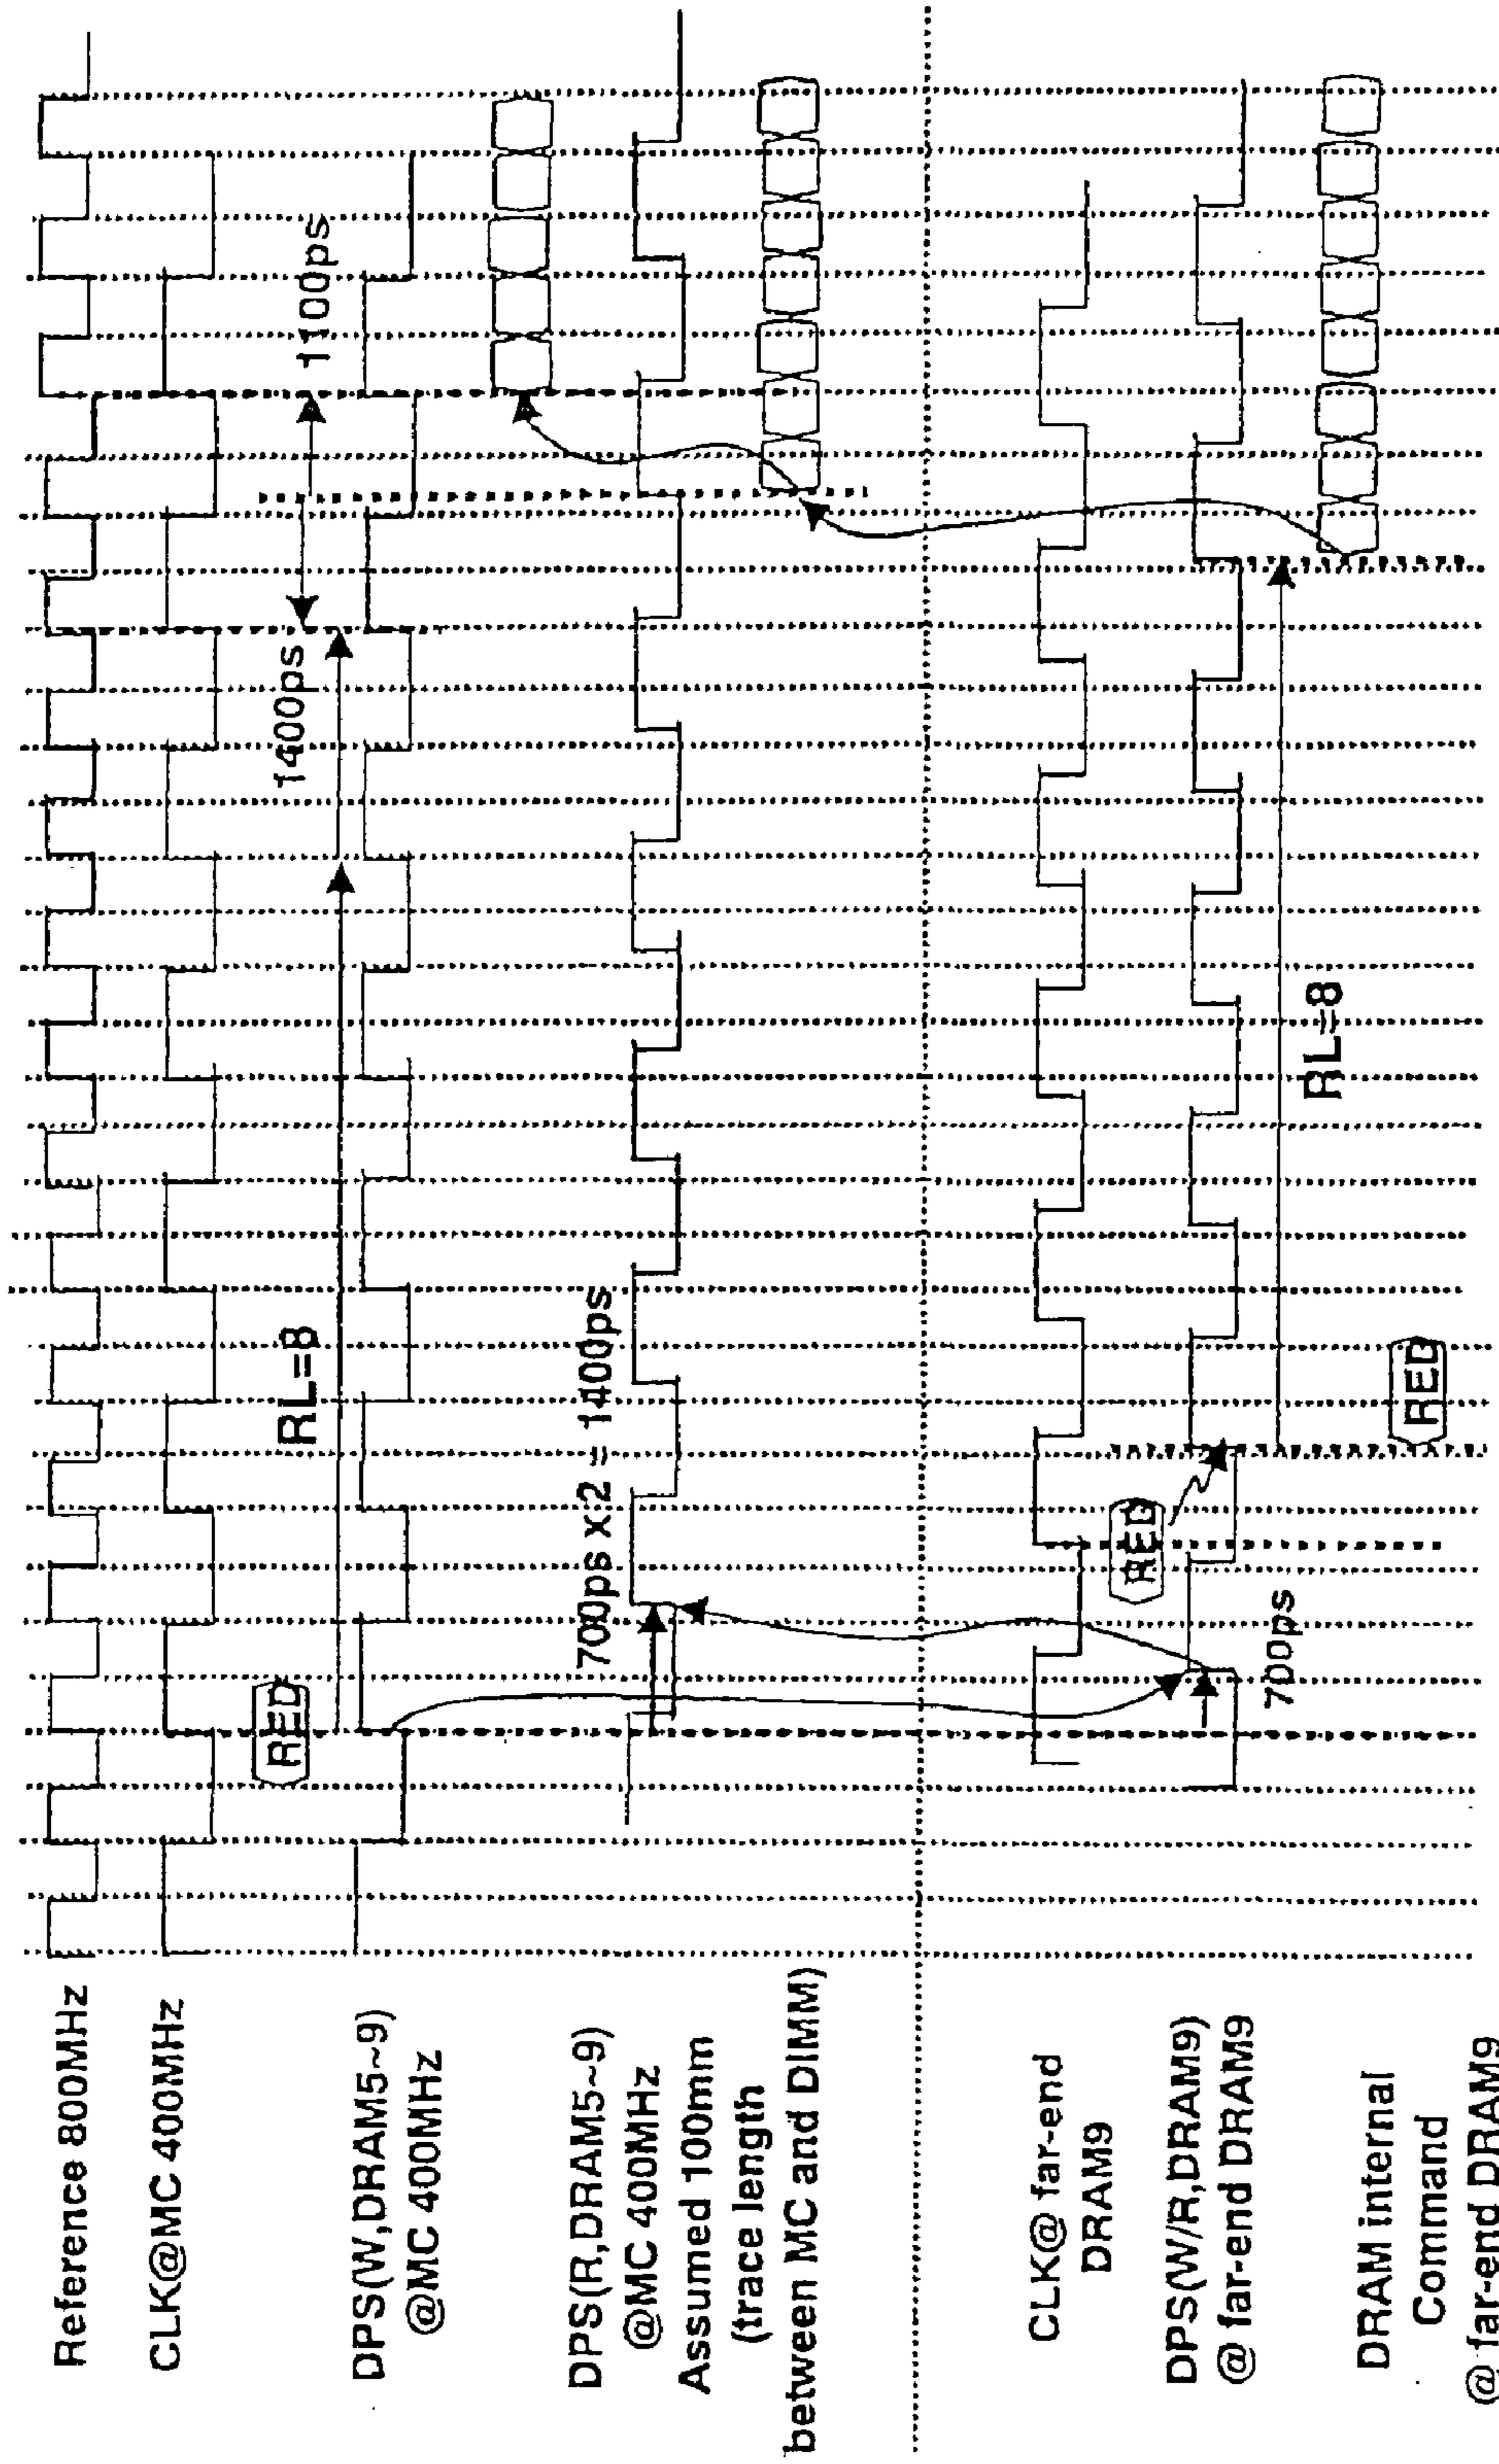 Reference 800MHz
CLK@MC 400MHz
RED
RL=8
1400ps
1100ps
DPS(W,DRAM5~9)
@MC 400MHz
DPS(R,DRAM5~9)
@MC 400MHz
Assumed 100mm
(trace length
between MC and DIMM)
700ps x2 = 1400ps
CLK@ far-end
DRAM9
RED
DPS(W/R,DRAM9)
@ far-end DRAM9
700ps
RL=8
DRAM internal
Command
@ far-end DRAM9
RED